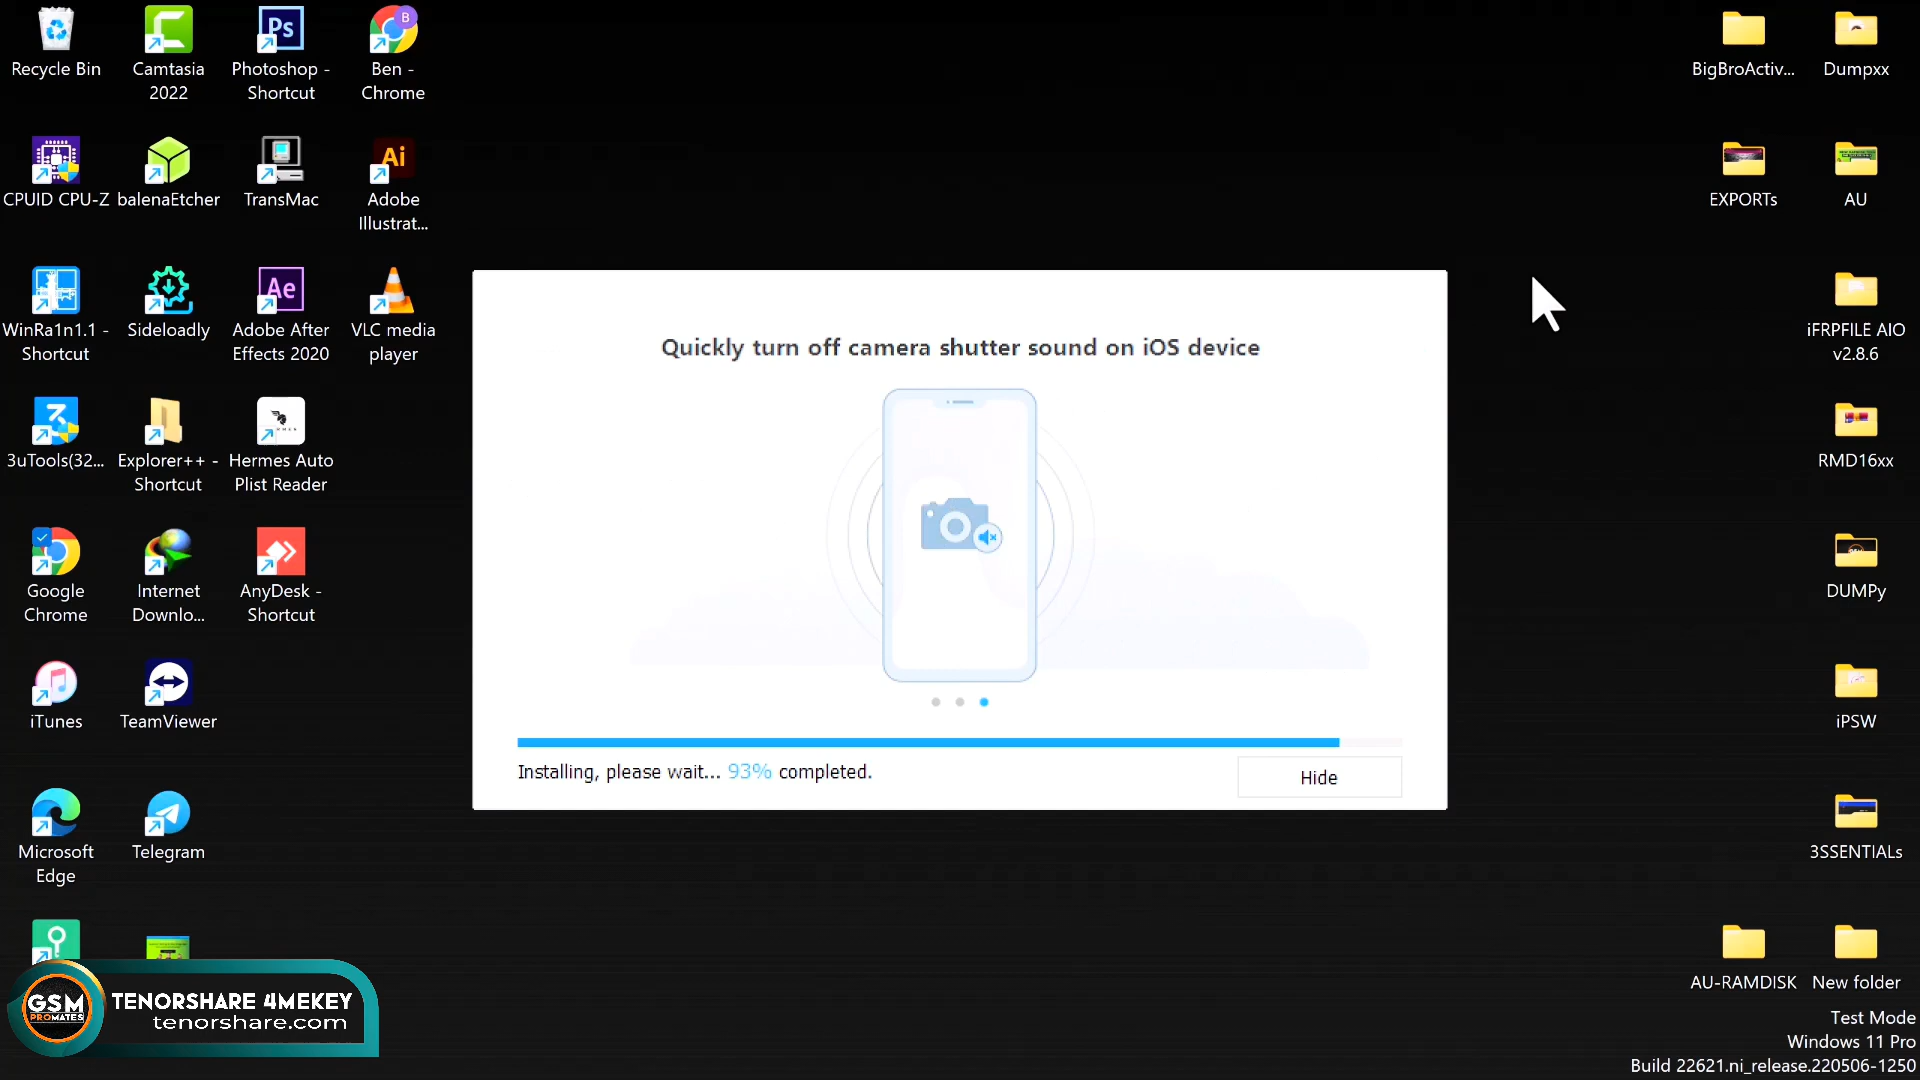 Recycle Bin
Camtasia
2022
Ps
Photoshop -
Shortcut
B
Ben -
Chrome
CPUID CPU-Z
balenaEtcher
TransMac
Ai
Adobe
Illustrat...
WinRa1n1.1 -
Shortcut
Sideloadly
Ae
Adobe After
Effects 2020
VLC media
player
3uTools(32...
Explorer++ -
Shortcut
Hermes Auto
Plist Reader
Google
Chrome
Internet
Downlo...
AnyDesk -
Shortcut
iTunes
TeamViewer
Microsoft
Edge
Telegram
Quickly turn off camera shutter sound on iOS device
Installing, please wait... 93% completed.
Hide
BigBroActiv...
Dumpxx
EXPORTs
AU
iFRPFILE AIO
v2.8.6
RMD16xx
DUMPy
iPSW
3SSENTIALs
AU-RAMDISK
New folder
GSM
PROMATES
TENORSHARE 4MEKEY
tenorshare.com
Test Mode
Windows 11 Pro
Build 22621.ni_release.220506-1250